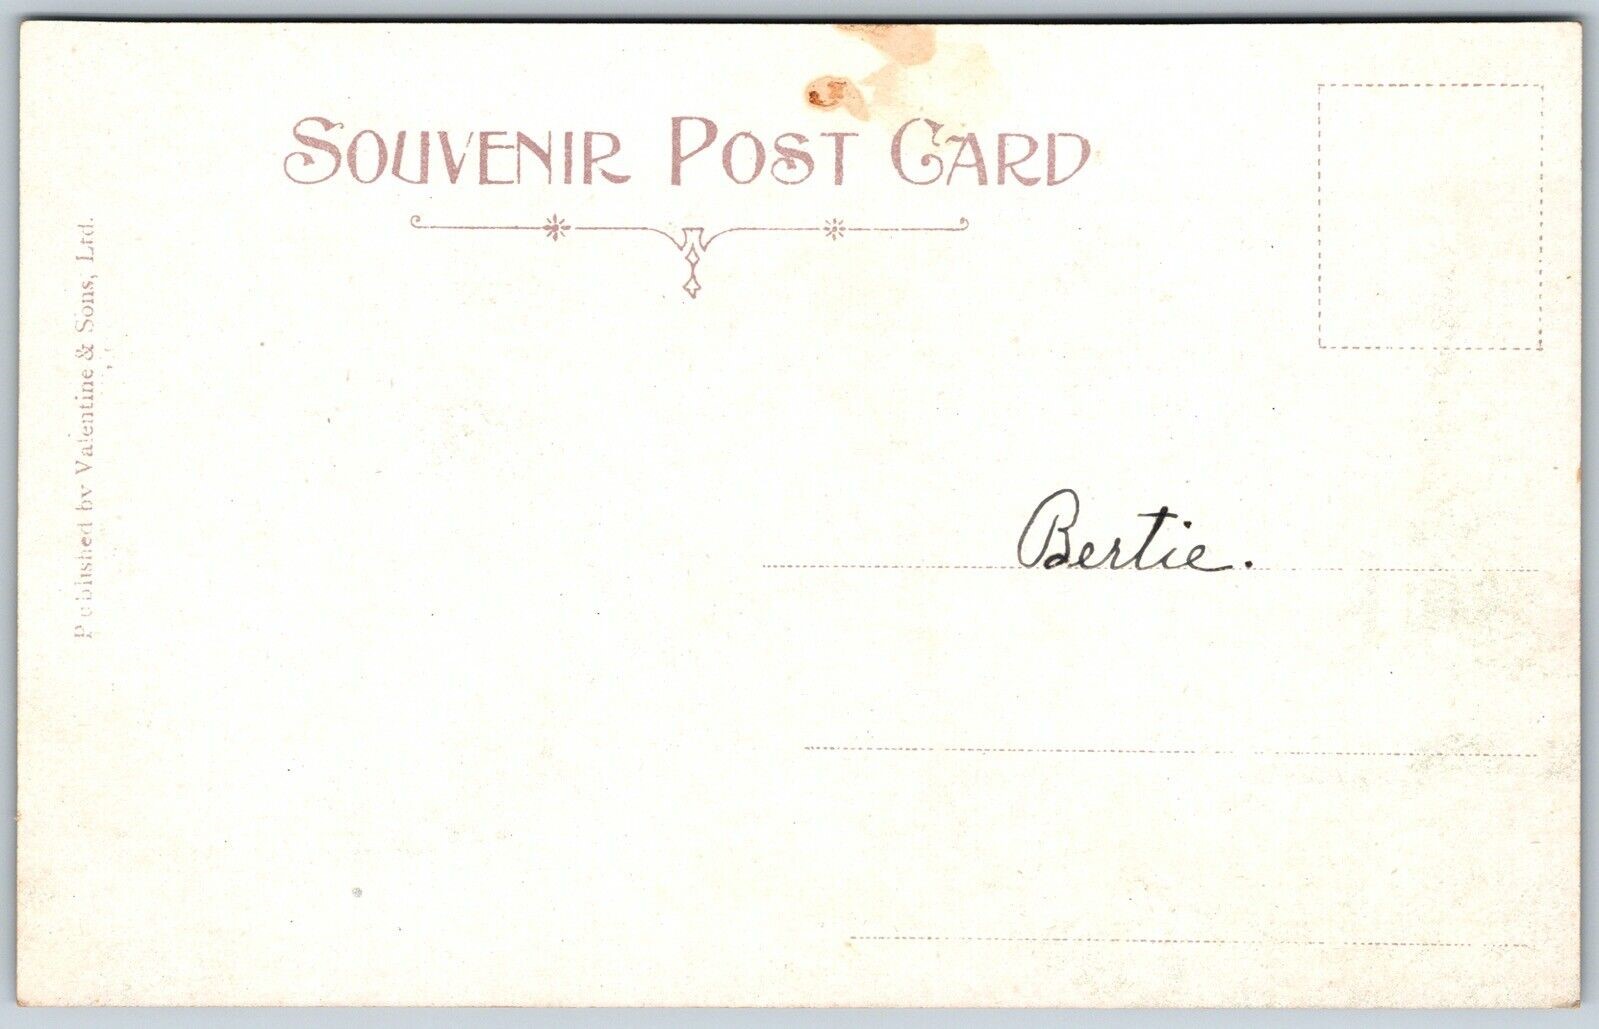 SOUVENIR POST CARD
Published by Valentine & Sons, Ltd.
Bertie.